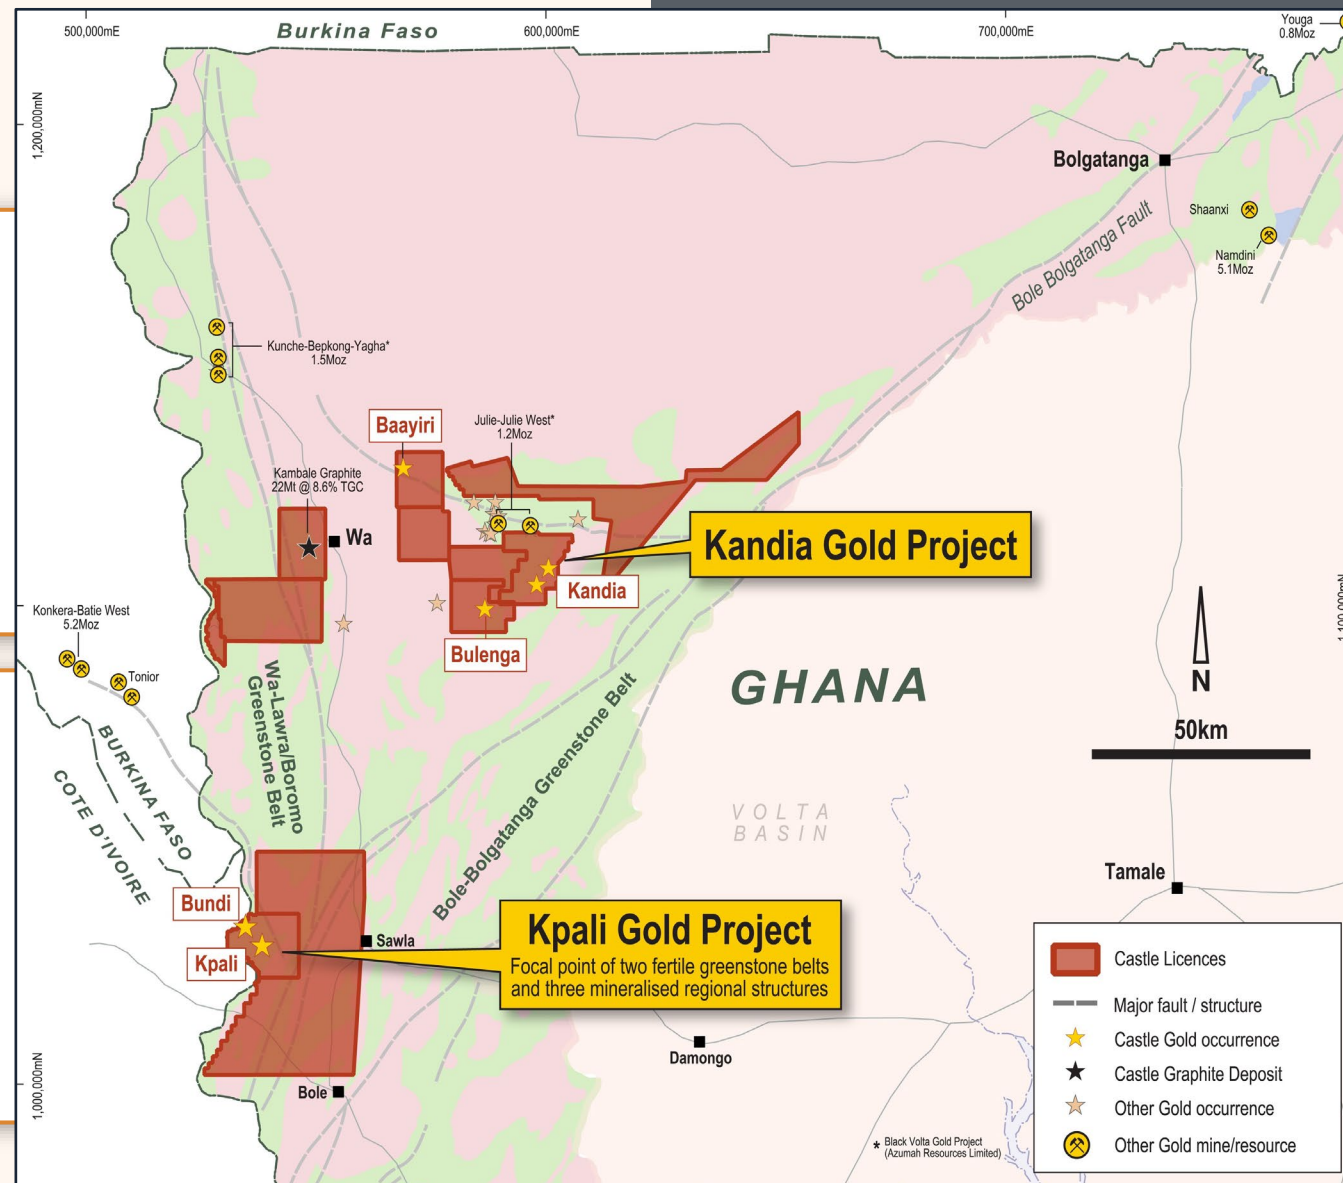 500,000mE
Burkina Faso
600,000mE
700,000mE
Youga
0.8Moz
1,200,000mN
Bolgatanga
Shaanxi
Namdini
5.1Moz
Bole Bolgatanga Fault
Kunche-Bepkong-Yagha*
1.5Moz
Baayiri
Julie-Julie West*
1.2Moz
Kambale Graphite
22Mt @ 8.6% TGC
Wa
Kandia Gold Project
Kandia
1,100,000mN
Konkera-Batie West
5.2Moz
Tonior
Bulenga
GHANA
N
50km
Wa-Lawra/Boromo
Greenstone Belt
Bole-Bolgatanga Greenstone Belt
BURKINA FASO
COTE D'IVOIRE
VOLTA
BASIN
Tamale
Bundi
Kpali
Sawla
Kpali Gold Project
Focal point of two fertile greenstone belts
and three mineralised regional structures
Damongo
Bole
1,000,000mN
Castle Licences
Major fault / structure
Castle Gold occurrence
Castle Graphite Deposit
Other Gold occurrence
Other Gold mine/resource
* Black Volta Gold Project
(Azumah Resources Limited)